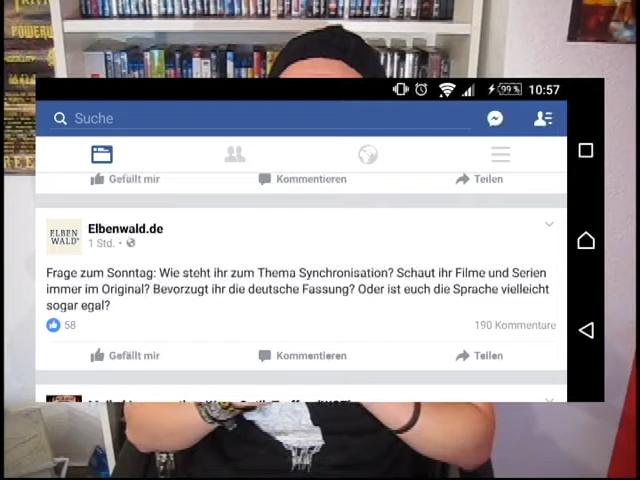 99 %
10:57
Suche
Gefällt mir
Kommentieren
Teilen
ELBEN
WALD
Elbenwald.de
1 Std. ·
Frage zum Sonntag: Wie steht ihr zum Thema Synchronisation? Schaut ihr Filme und Serien
immer im Original? Bevorzugt ihr die deutsche Fassung? Oder ist euch die Sprache vielleicht
sogar egal?
58
190 Kommentare
Gefällt mir
Kommentieren
Teilen